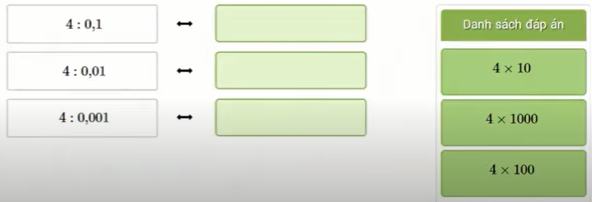 4 : 0,1
4 : 0,01
4 : 0,001
Danh sách đáp án
4 × 10
4 × 1000
4 × 100